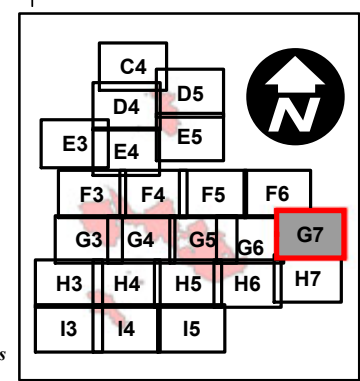 C4
D4 D5
E3 E4 E5
F3 F4 F5 F6
G3 G4 G5 G6 G7
H3 H4 H5 H6 H7
I3 I4 I5
N
s